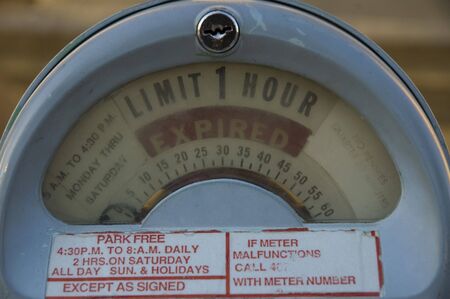 LIMIT 1 HOUR
EXPIRED
8 A.M. TO 4:30 P.M.
MONDAY THRU
SATURDAY
5 10 15 20 25 30 35 40 45 50 55 60
PARK FREE
4:30P.M. TO 8:A.M. DAILY
2 HRS.ON SATURDAY
ALL DAY SUN. & HOLIDAYS
EXCEPT AS SIGNED
IF METER
MALFUNCTIONS
CALL
WITH METER NUMBER